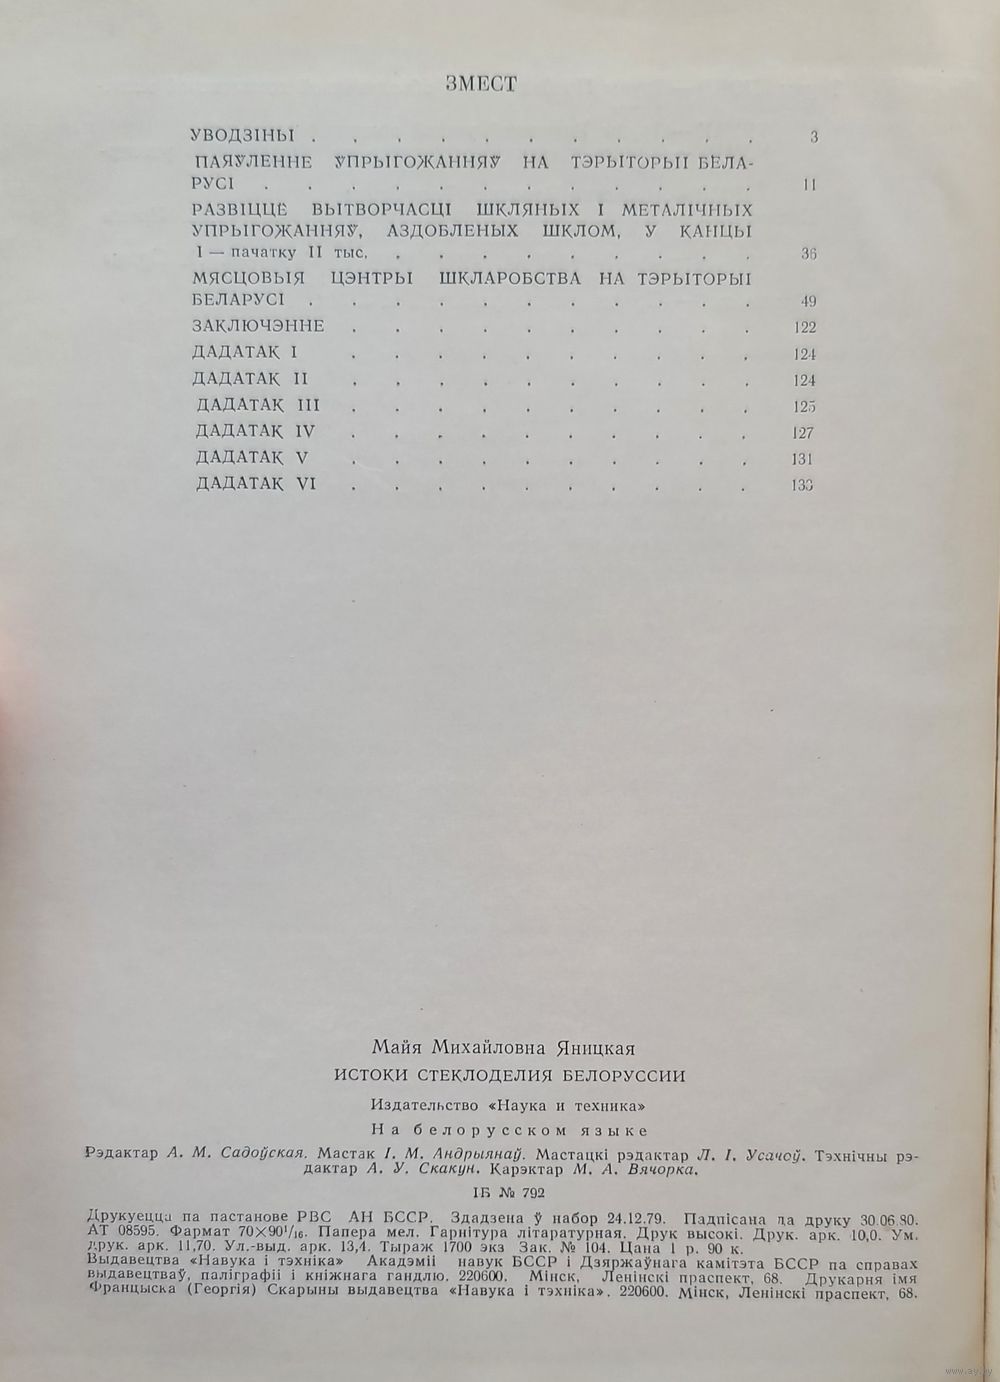 ЗМЕСТ
УВОДЗІНЫ . . . . . . . . . . . 3
ПАЯЎЛЕННЕ ЎПРЫГОЖАННЯЎ НА ТЭРЫТОРЫІ БЕЛА-
РУСІ . . . . . . . . . . . . 11
РАЗВІЦЦЁ ВЫТВОРЧАСЦІ ШКЛЯНЫХ І МЕТАЛІЧНЫХ
УПРЫГОЖАННЯЎ, АЗДОБЛЕНЫХ ШКЛОМ, У КАНЦЫ
I — пачатку II тыс. . . . . . . . . . 36
МЯСЦОВЫЯ ЦЭНТРЫ ШКЛАРОБСТВА НА ТЭРЫТОРЫІ
БЕЛАРУСІ . . . . . . . . . . . 49
ЗАКЛЮЧЭННЕ . . . . . . . . . . 122
ДАДАТАК I . . . . . . . . . . 124
ДАДАТАК II . . . . . . . . . . 124
ДАДАТАК III . . . . . . . . . . 125
ДАДАТАК IV . . . . . . . . . . 127
ДАДАТАК V . . . . . . . . . . 131
ДАДАТАК VI . . . . . . . . . . 133
Майя Михайловна Яницкая
ИСТОКИ СТЕКЛОДЕЛИЯ БЕЛОРУССИИ
Издательство «Наука и техника»
На белорусском языке
Рэдактар А. М. Садоўская. Мастак І. М. Андрыянаў. Мастацкі рэдактар Л. І. Усачоў. Тэхнічны рэ-
дактар А. У. Скакун. Карэктар М. А. Вячорка.
ІБ № 792
Друкуецца па пастанове РВС АН БССР. Здадзена ў набор 24.12.79. Падпісана да друку 30.06.80.
АТ 08595. Фармат 70×90¹/₁₆. Папера мел. Гарнітура літаратурная. Друк высокі. Друк. арк. 10,0. Ум.
друк. арк. 11,70. Ул.-выд. арк. 13,4. Тыраж 1700 экз Зак. № 104. Цана 1 р. 90 к.
Выдавецтва «Навука і тэхніка» Акадэміі навук БССР і Дзяржаўнага камітэта БССР па справах
выдавецтваў, паліграфіі і кніжнага гандлю. 220600. Мінск, Ленінскі праспект, 68. Друкарня імя
Францыска (Георгія) Скарыны выдавецтва «Навука і тэхніка». 220600. Мінск, Ленінскі праспект, 68.
www.ay.by